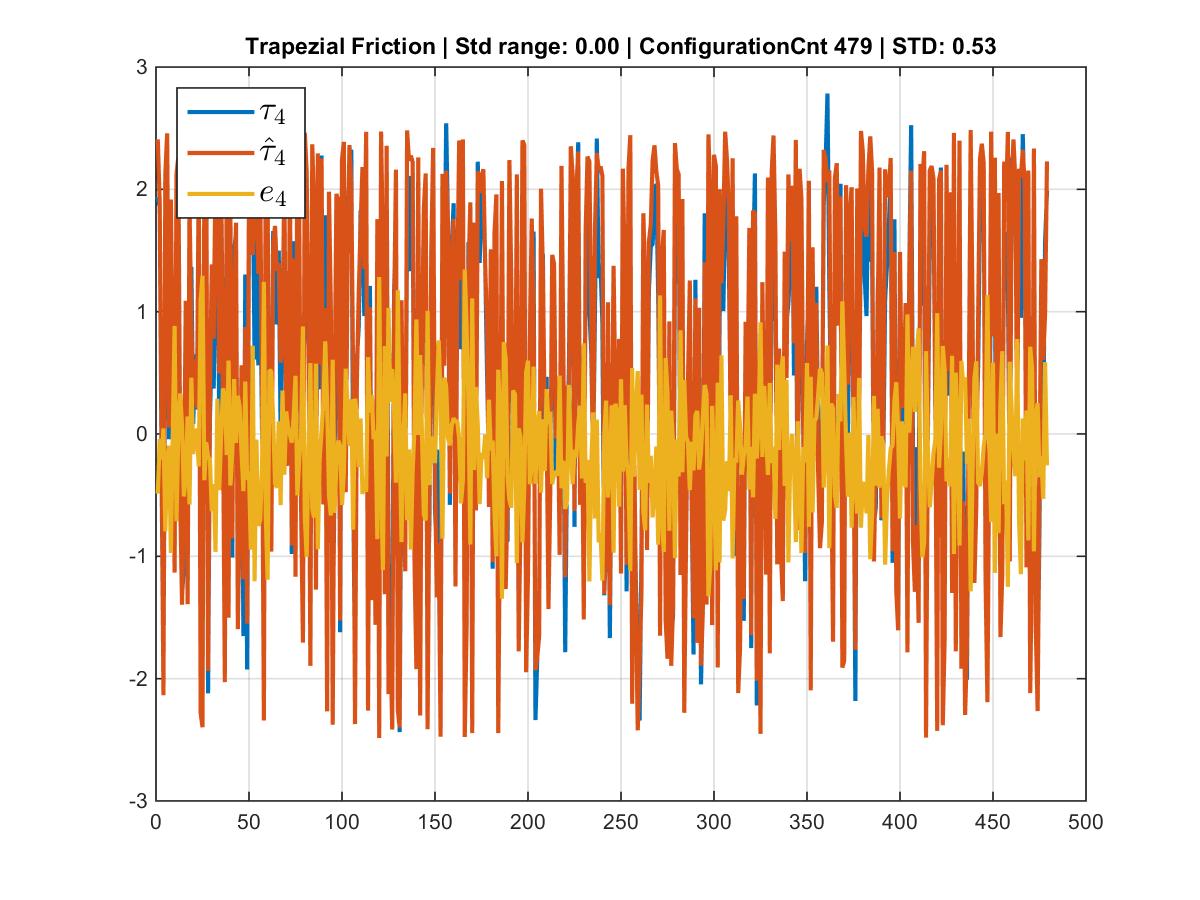 Trapezial Friction | Std range: 0.00 | ConfigurationCnt 479 | STD: 0.53
3
2
1
0
-1
-2
-3
τ4
τ̂4
e4
0 50 100 150 200 250 300 350 400 450 500